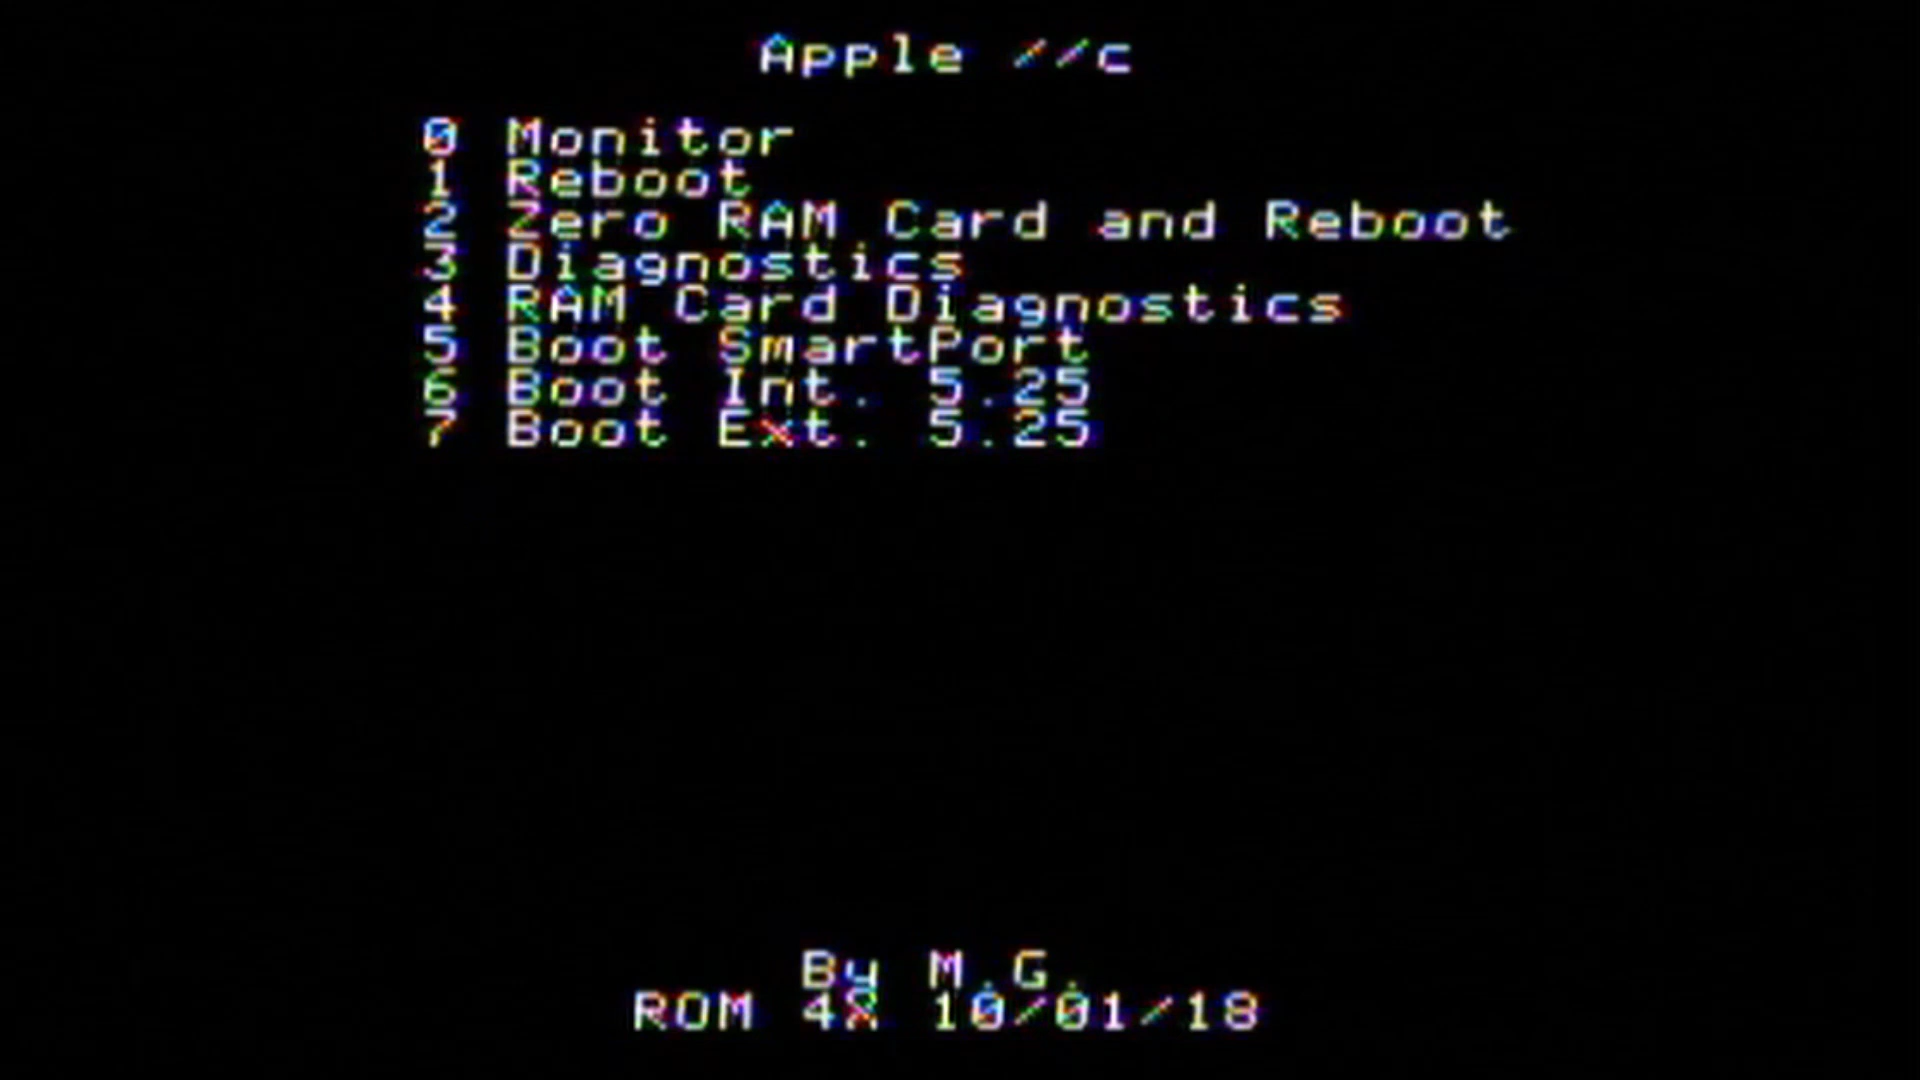 Apple //c
0 Monitor
1 Reboot
2 Zero RAM Card and Reboot
3 Diagnostics
4 RAM Card Diagnostics
5 Boot SmartPort
6 Boot Int. 5.25
7 Boot Ext. 5.25
By M.G.
ROM 4X 10/01/18